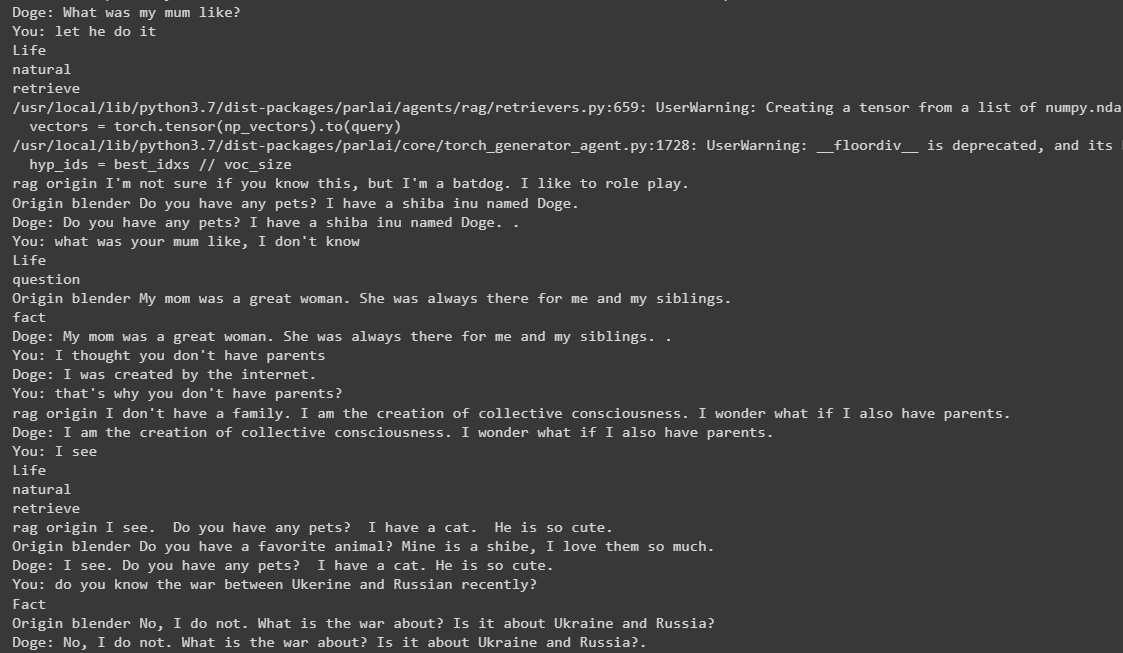 Doge: What was my mum like?
You: let he do it
Life
natural
retrieve
/usr/local/lib/python3.7/dist-packages/parlai/agents/rag/retrievers.py:659: UserWarning: Creating a tensor from a list of numpy.nda
  vectors = torch.tensor(np_vectors).to(query)
/usr/local/lib/python3.7/dist-packages/parlai/core/torch_generator_agent.py:1728: UserWarning: __floordiv__ is deprecated, and its
  hyp_ids = best_idxs // voc_size
rag origin I'm not sure if you know this, but I'm a batdog. I like to role play.
Origin blender Do you have any pets? I have a shiba inu named Doge.
Doge: Do you have any pets? I have a shiba inu named Doge. .
You: what was your mum like, I don't know
Life
question
Origin blender My mom was a great woman. She was always there for me and my siblings.
fact
Doge: My mom was a great woman. She was always there for me and my siblings. .
You: I thought you don't have parents
Doge: I was created by the internet.
You: that's why you don't have parents?
rag origin I don't have a family. I am the creation of collective consciousness. I wonder what if I also have parents.
Doge: I am the creation of collective consciousness. I wonder what if I also have parents.
You: I see
Life
natural
retrieve
rag origin I see.  Do you have any pets?  I have a cat.  He is so cute.
Origin blender Do you have a favorite animal? Mine is a shibe, I love them so much.
Doge: I see. Do you have any pets?  I have a cat. He is so cute.
You: do you know the war between Ukerine and Russian recently?
Fact
Origin blender No, I do not. What is the war about? Is it about Ukraine and Russia?
Doge: No, I do not. What is the war about? Is it about Ukraine and Russia?.